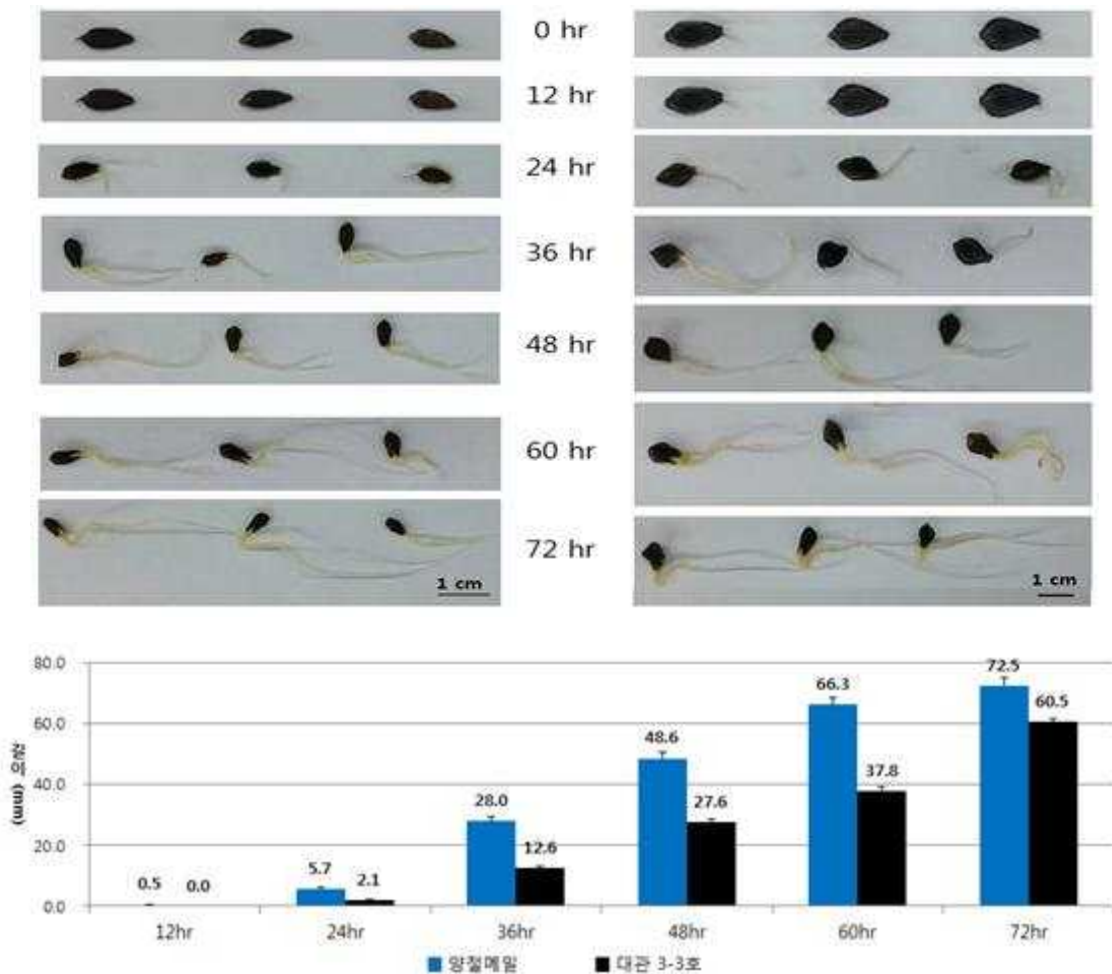 0 hr
12 hr
24 hr
36 hr
48 hr
60 hr
72 hr
1 cm
1 cm
(mm)
80.0
60.0
40.0
20.0
0.0
0.5
0.0
5.7
2.1
28.0
12.6
48.6
27.6
66.3
37.8
72.5
60.5
12hr
24hr
36hr
48hr
60hr
72hr
양절메밀
대관 3-3호